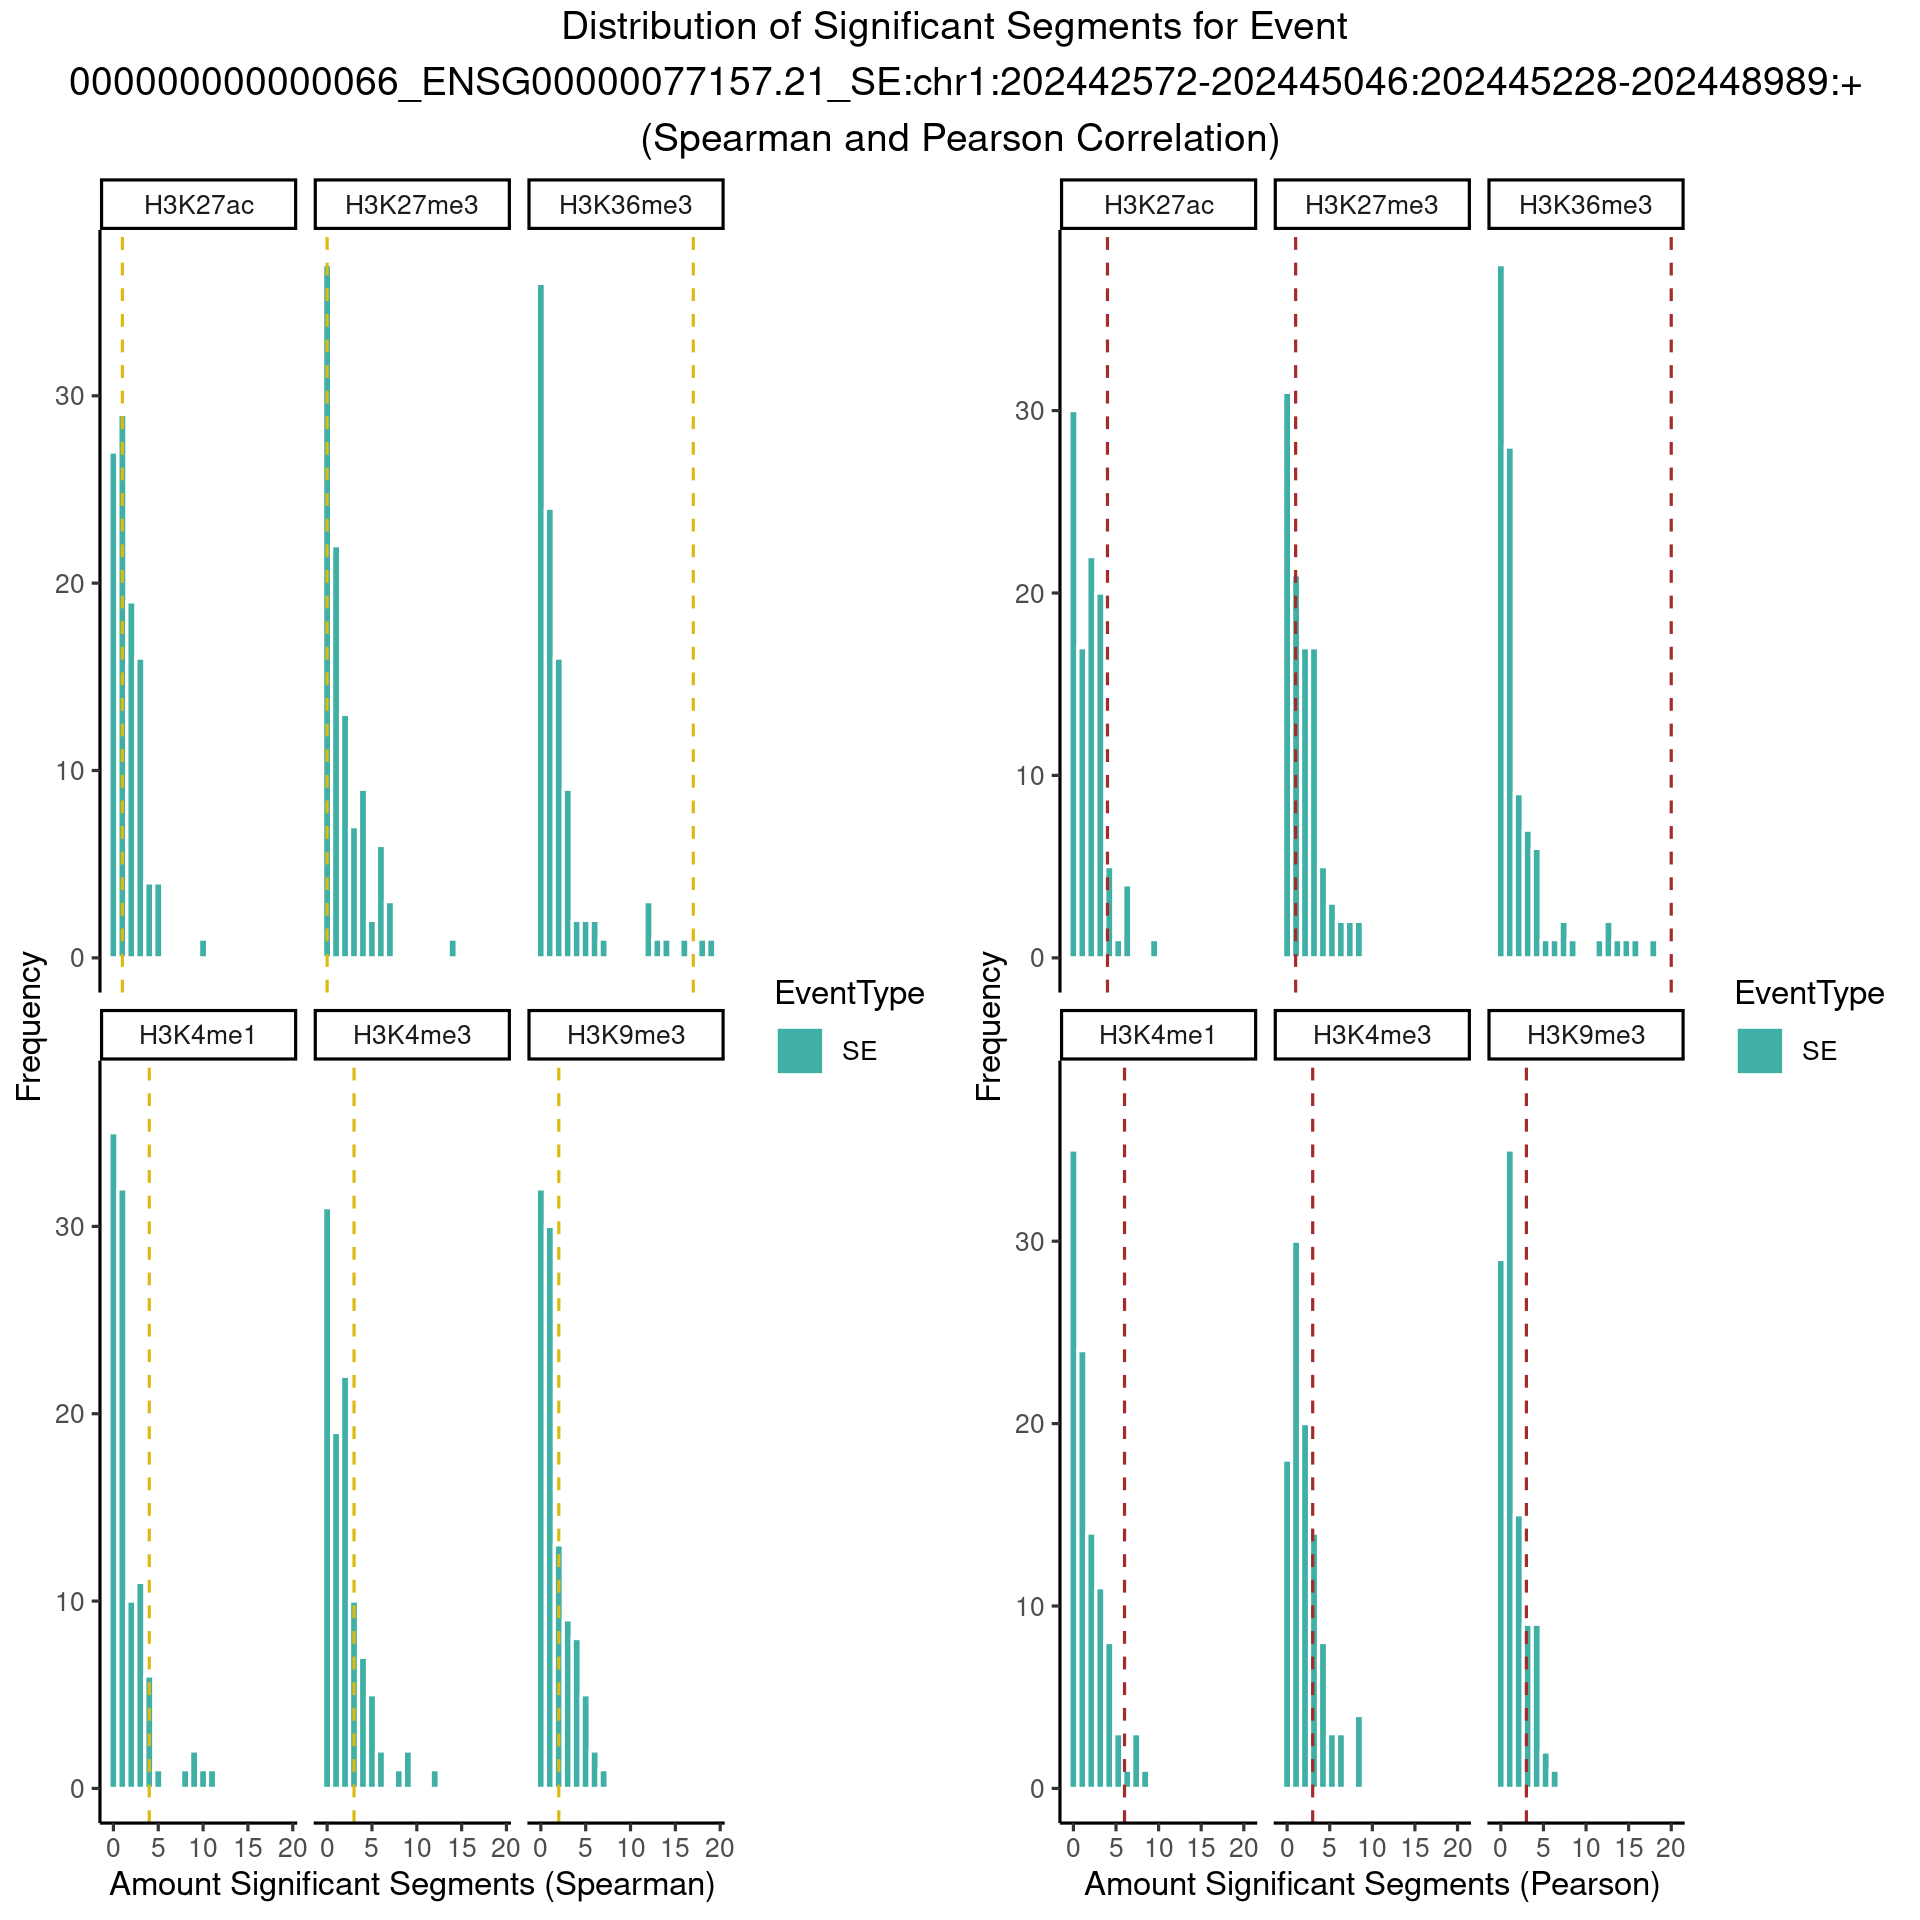 Distribution of Significant Segments for Event
000000000000066_ENSG00000077157.21_SE:chr1:202442572-202445046:202445228-202448989:+
(Spearman and Pearson Correlation)
H3K27ac H3K27me3 H3K36me3
30
20
10
0
H3K4me1 H3K4me3 H3K9me3
30
20
10
0
0 5 10 15 20 0 5 10 15 20 0 5 10 15 20
Amount Significant Segments (Spearman)
Frequency
EventType
SE
H3K27ac H3K27me3 H3K36me3
30
20
10
0
H3K4me1 H3K4me3 H3K9me3
30
20
10
0
0 5 10 15 20 0 5 10 15 20 0 5 10 15 20
Amount Significant Segments (Pearson)
Frequency
EventType
SE